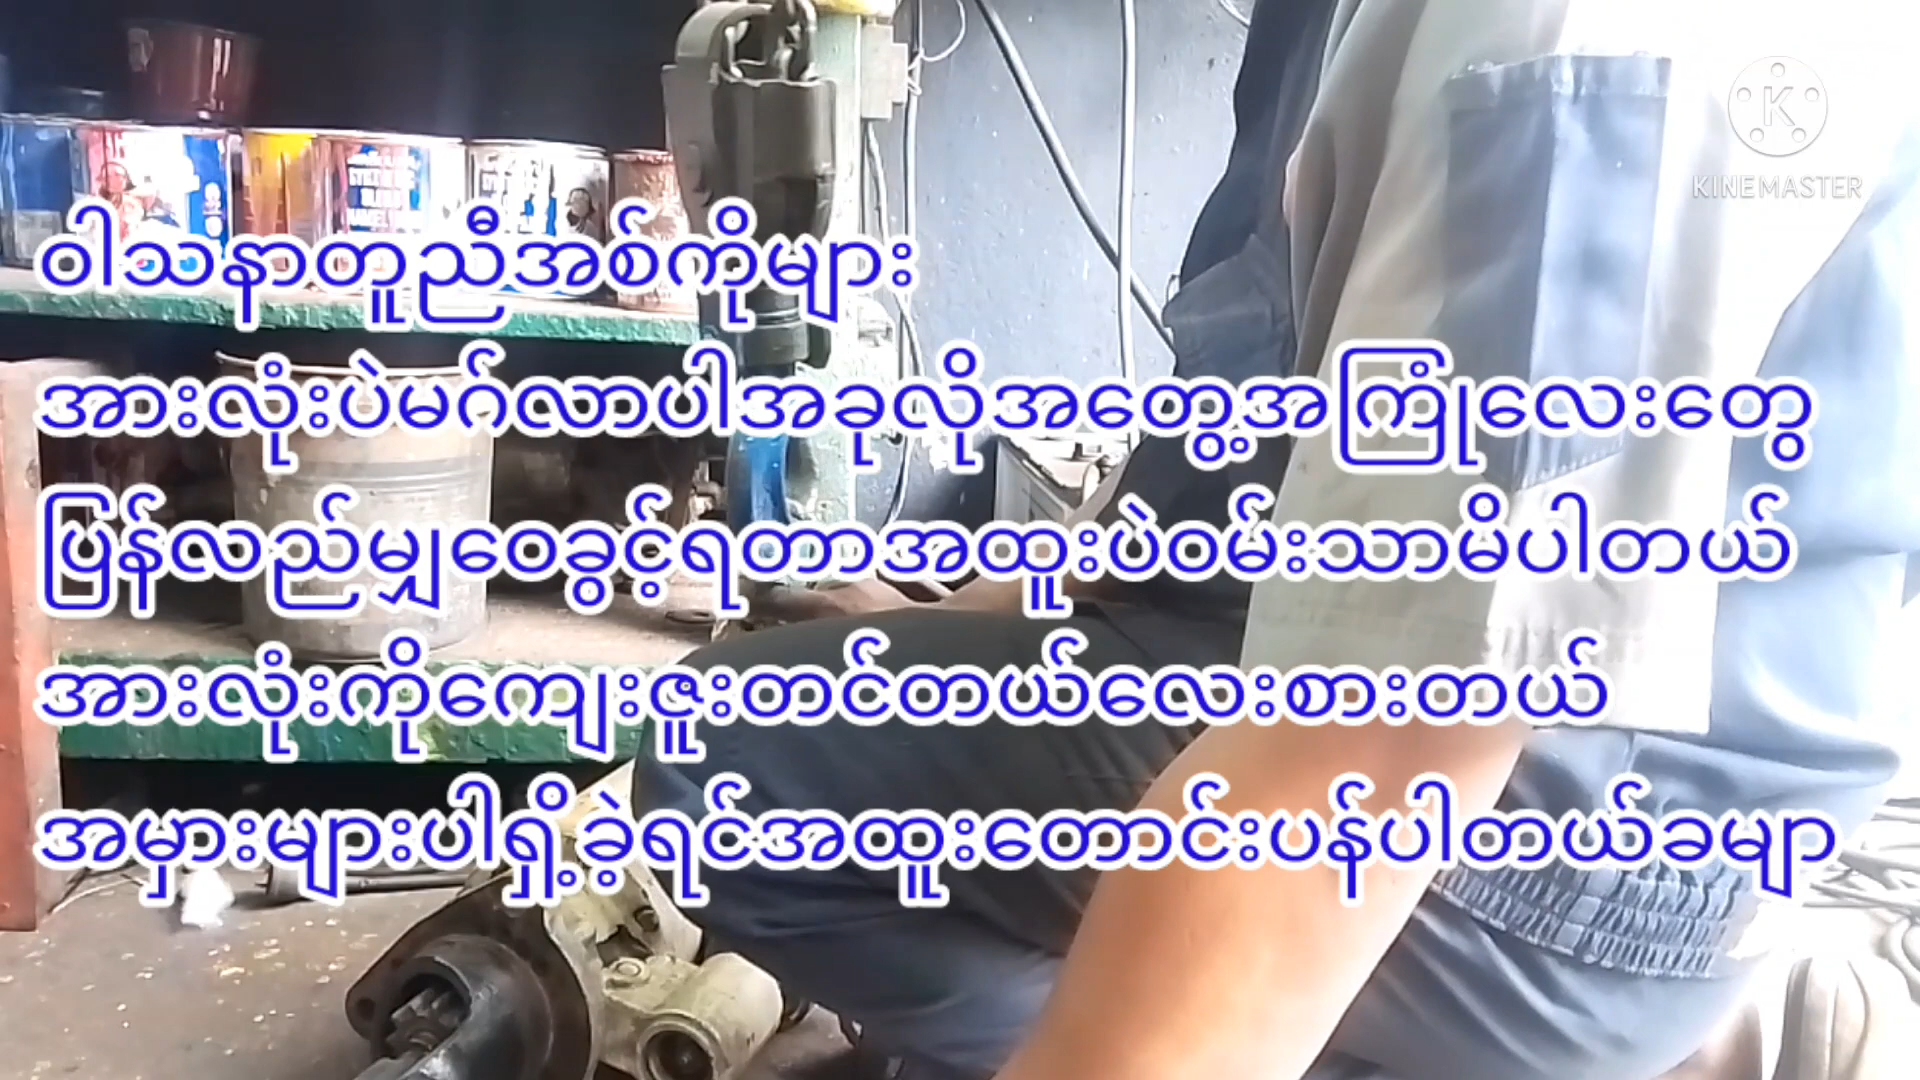 ဝါသနာတူညီအစ်ကိုများ
အားလုံးပဲမင်္ဂလာပါအခုလိုအတွေ့အကြုံလေးတွေ
ပြန်လည်မျှဝေခွင့်ရတာအထူးပဲဝမ်းသာမိပါတယ်
အားလုံးကိုကျေးဇူးတင်တယ်လေးစားတယ်
အမှားများပါရှိ့ခဲ့ရင်အထူးတောင်းပန်ပါတယ်ခမျာ
KINEMASTER